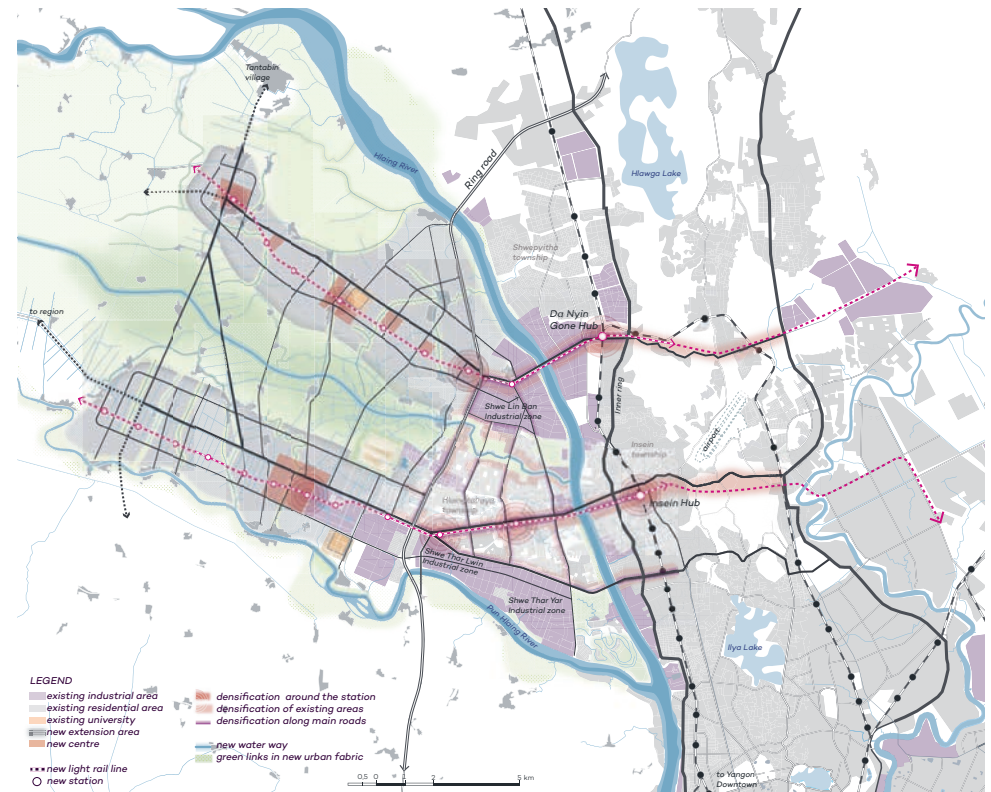 Tantabin
village
Hlaing River
Ring road
Hlawga Lake
Shwepyitha
township
to region
Da Nyin
Gone Hub
Inner ring
Shwe Lin Ban
Industrial zone
airport
Insein
township
Hlaingthaya
township
Insein Hub
Shwe Thar Lwin
Industrial zone
Shwe Thar Yar
Industrial zone
Pun Hlaing River
Ilya Lake
LEGEND
existing industrial area
existing residential area
existing university
new extension area
new centre
new light rail line
new station
densification around the station
densification of existing areas
densification along main roads
new water way
green links in new urban fabric
0,5 0 1 2 5 km
to Yangon
Downtown